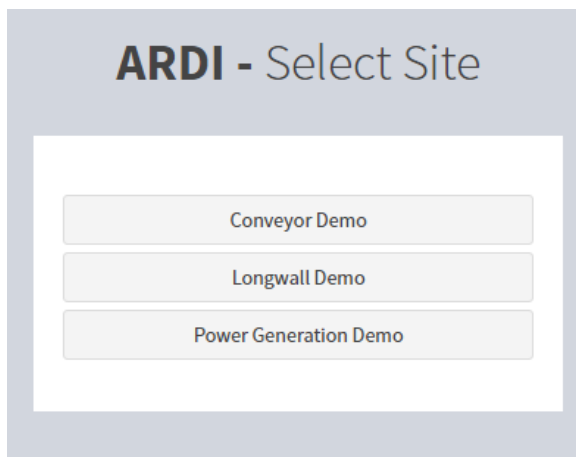 ARDI - Select Site
Conveyor Demo
Longwall Demo
Power Generation Demo